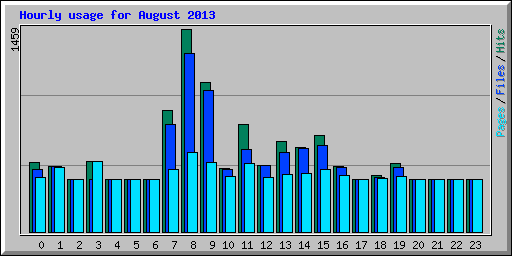 Hourly usage for August 2013
1459
Pages / Files / Hits
0 1 2 3 4 5 6 7 8 9 10 11 12 13 14 15 16 17 18 19 20 21 22 23